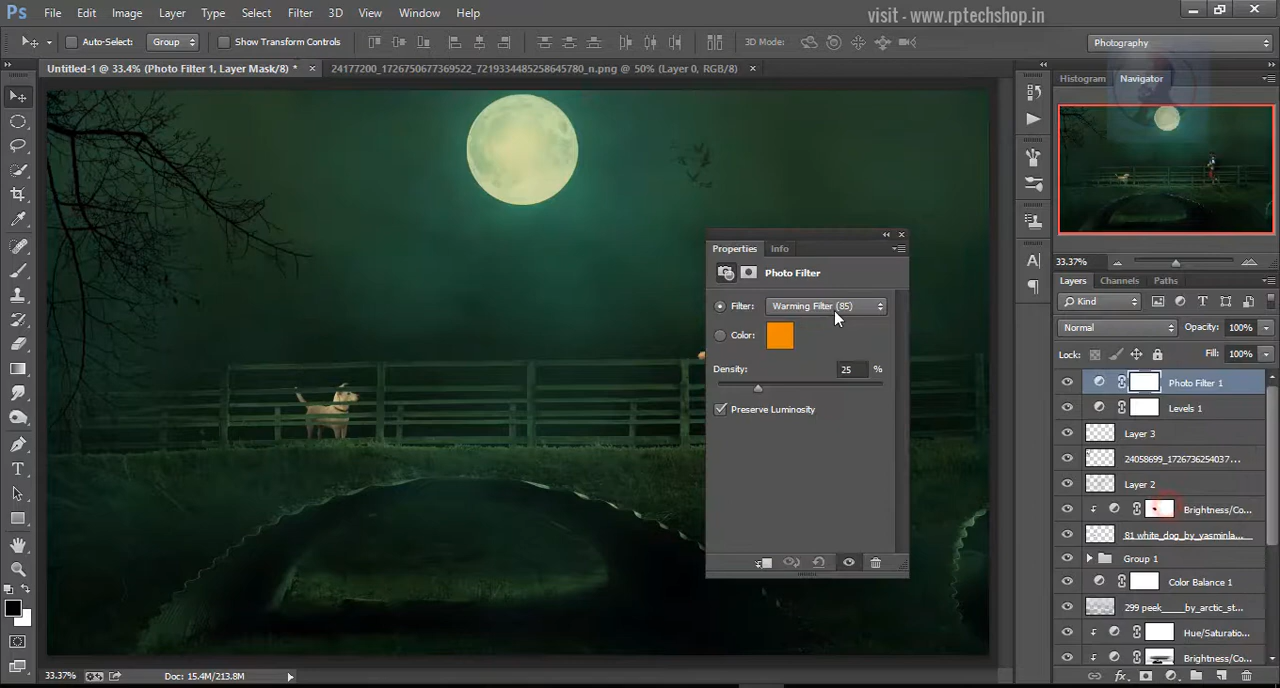 visit - www.rptechshop.in
Ps File Edit Image Layer Type Select Filter 3D View Window Help
Auto-Select: Group Show Transform Controls 3D Mode: Photography
Untitled-1 @ 33.4% (Photo Filter 1, Layer Mask/8) * × 24177200_1726750677369522_7219334485258645780_n.png @ 50% (Layer 0, RGB/8) ×
Histogram Navigator
33.37%
Layers Channels Paths
Kind
Normal Opacity: 100%
Lock: Fill: 100%
Photo Filter 1
Levels 1
Layer 3
24058699_1726736254037...
Layer 2
Brightness/Co...
81 white_dog_by_yasminla...
Group 1
Color Balance 1
299 peek____by_arctic_st...
Hue/Saturatio...
Brightness/Co...
Properties Info
Photo Filter
Filter: Warming Filter (85)
Color:
Density: 25 %
Preserve Luminosity
33.37% Doc: 15.4M/213.8M